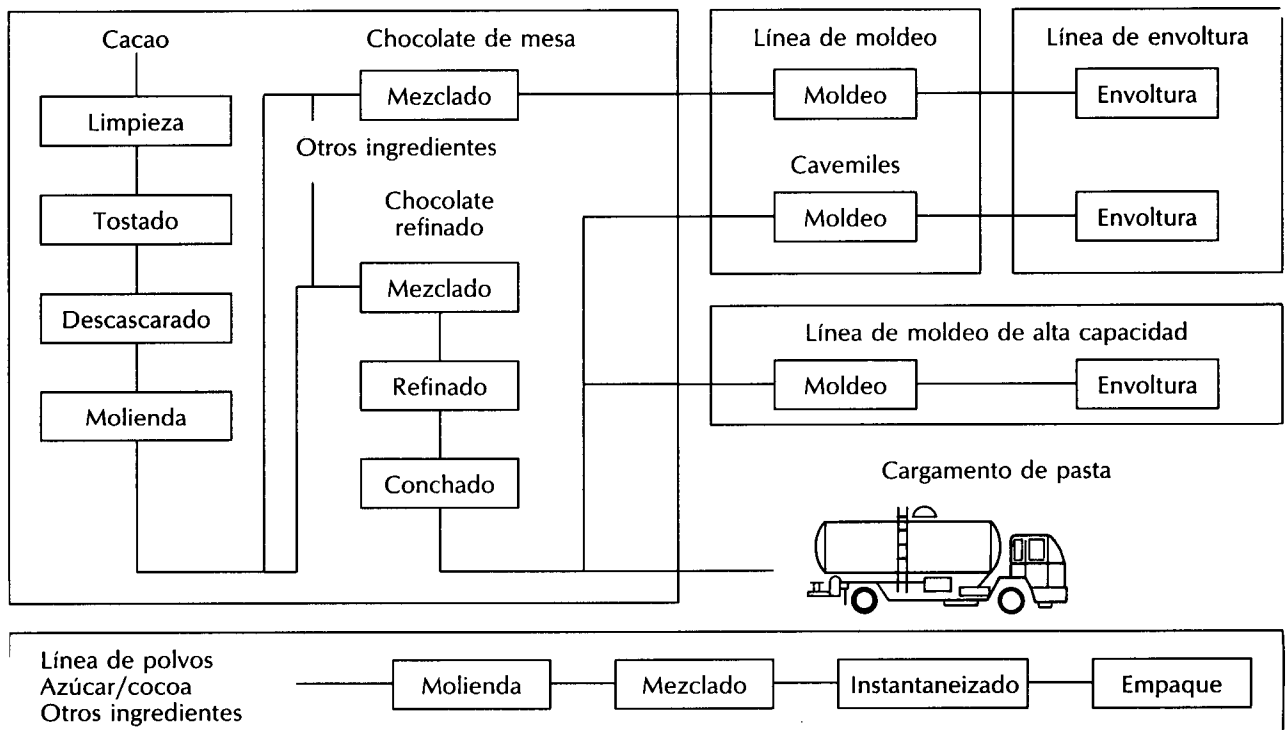 Cacao
Limpieza
Tostado
Descascarado
Molienda
Chocolate de mesa
Mezclado
Otros ingredientes
Chocolate
refinado
Mezclado
Refinado
Conchado
Línea de moldeo
Moldeo
Cavemiles
Moldeo
Línea de envoltura
Envoltura
Envoltura
Línea de moldeo de alta capacidad
Moldeo
Envoltura
Cargamento de pasta
Línea de polvos
Azúcar/cocoa
Otros ingredientes
Molienda
Mezclado
Instantaneizado
Empaque